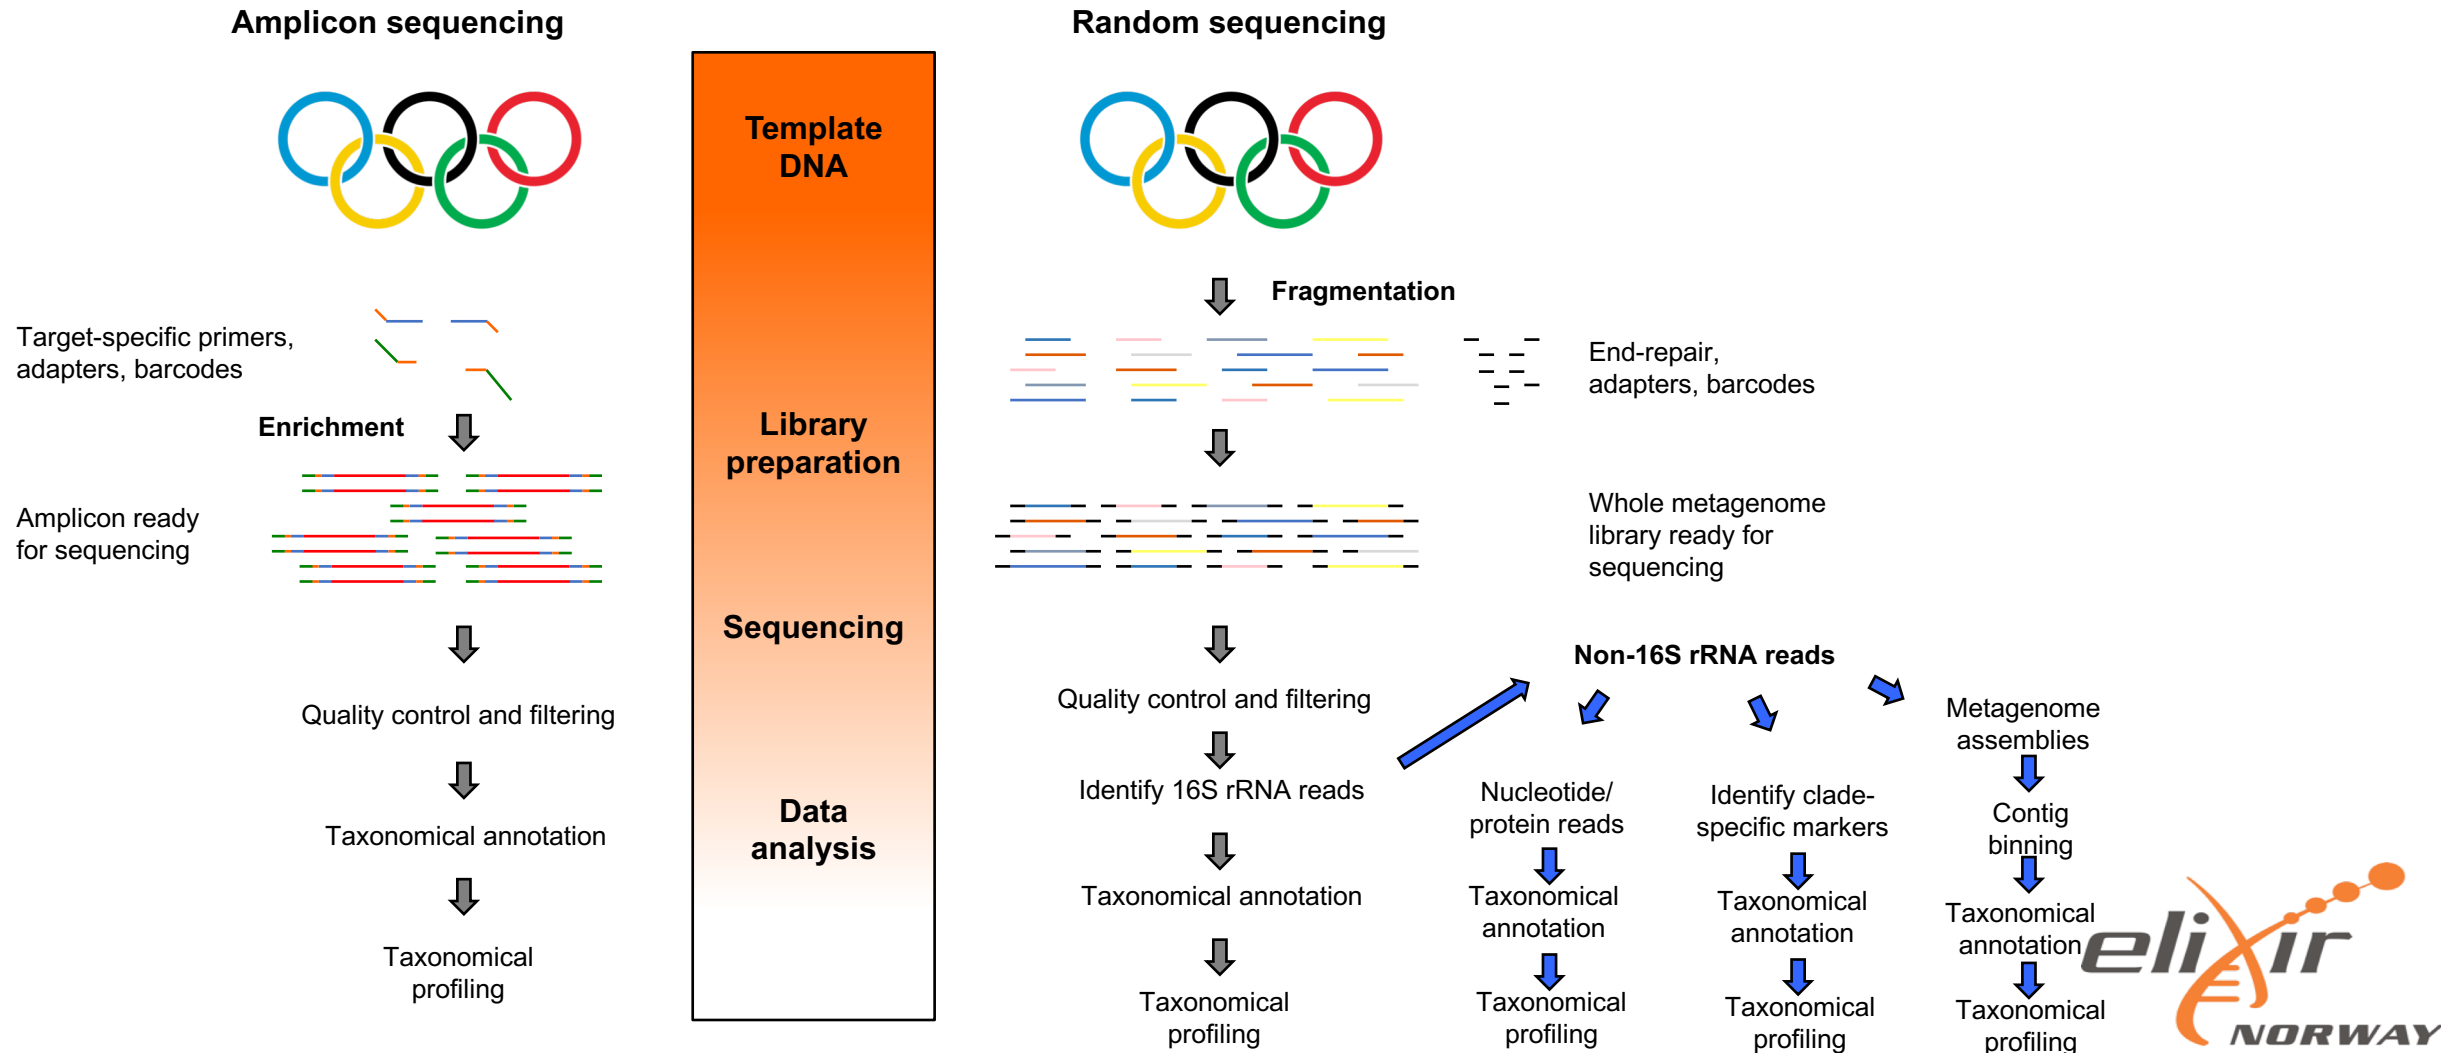 Amplicon sequencing
Random sequencing
Template
DNA
Library
preparation
Sequencing
Data
analysis
Target-specific primers,
adapters, barcodes
Enrichment
Amplicon ready
for sequencing
Quality control and filtering
Taxonomical annotation
Taxonomical
profiling
Fragmentation
End-repair,
adapters, barcodes
Whole metagenome
library ready for
sequencing
Quality control and filtering
Identify 16S rRNA reads
Taxonomical annotation
Taxonomical
profiling
Non-16S rRNA reads
Nucleotide/
protein reads
Taxonomical
annotation
Taxonomical
profiling
Identify clade-
specific markers
Taxonomical
annotation
Taxonomical
profiling
Metagenome
assemblies
Contig
binning
Taxonomical
annotation
Taxonomical
profiling
elixir
NORWAY